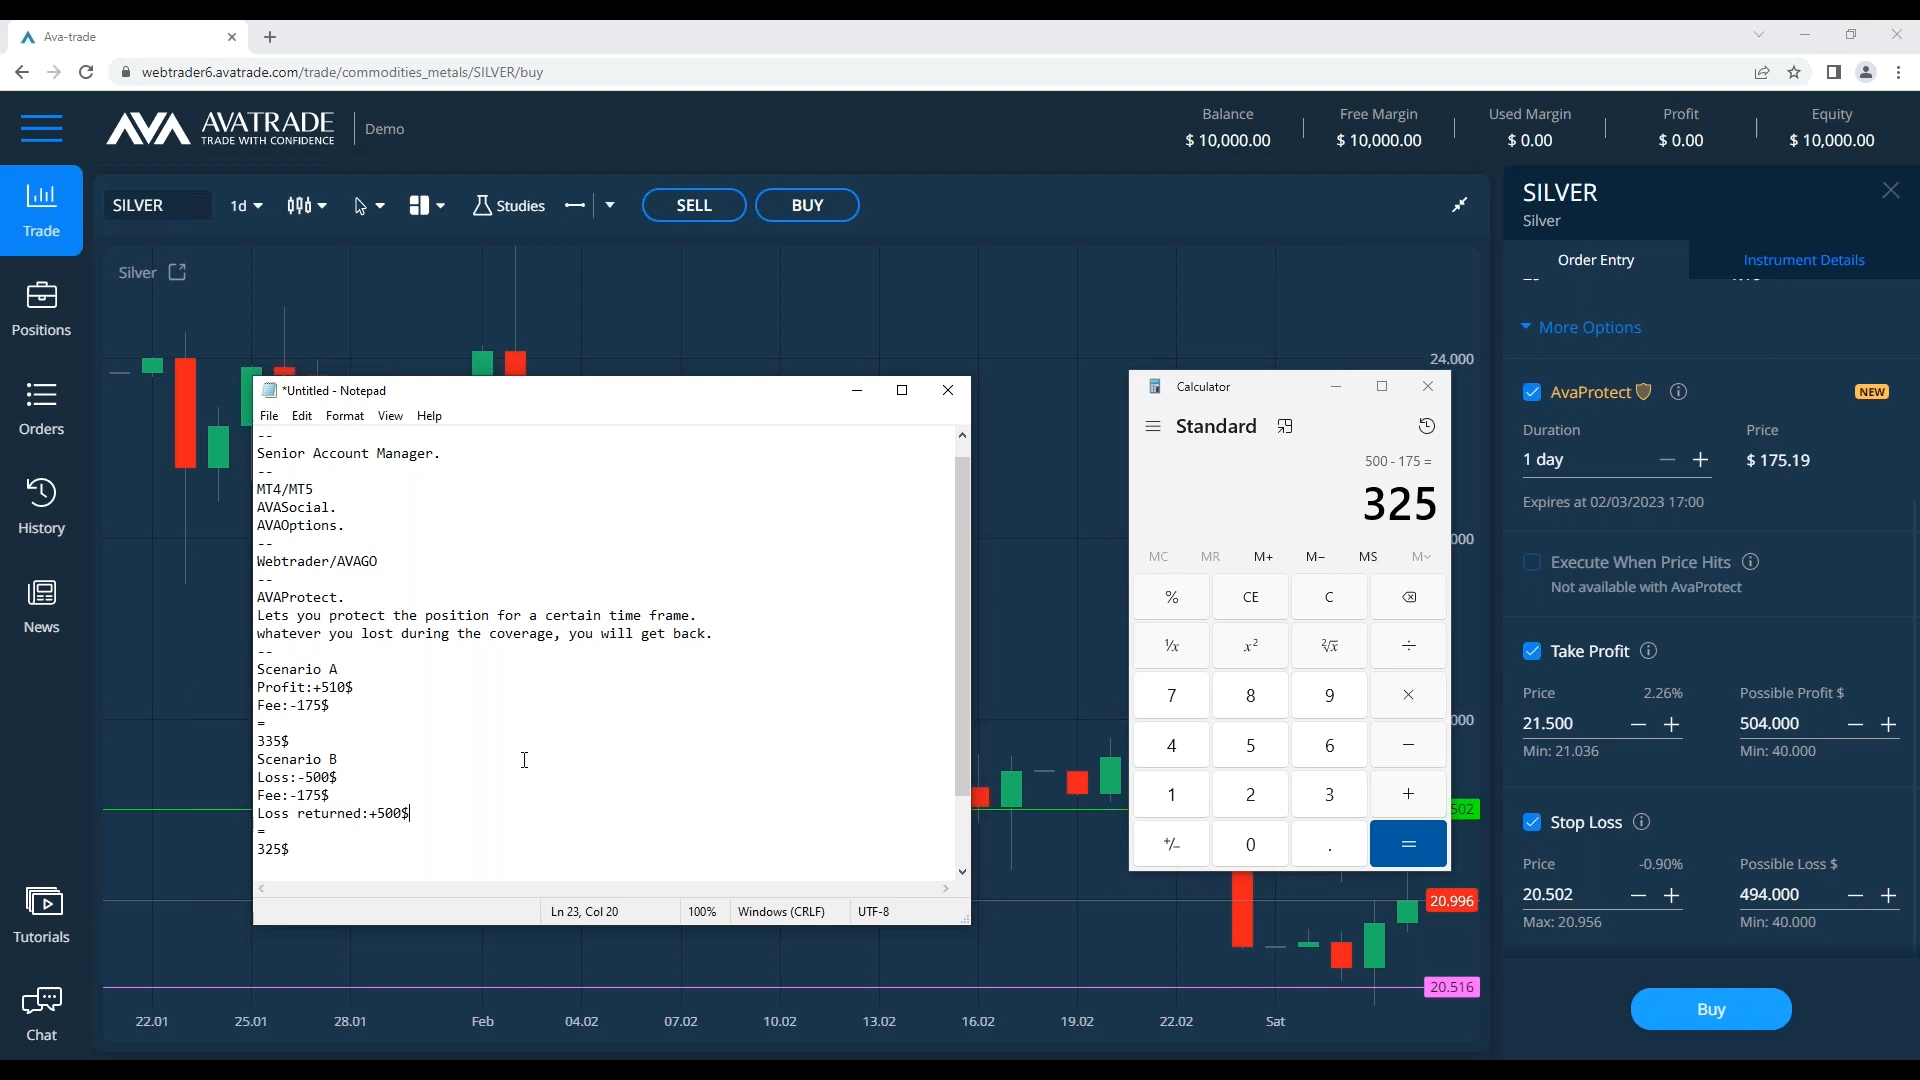 Ava-trade
webtrader6.avatrade.com/trade/commodities_metals/SILVER/buy
AVA AVATRADE
TRADE WITH CONFIDENCE
Demo
Balance
$ 10,000.00
Free Margin
$ 10,000.00
Used Margin
$ 0.00
Profit
$ 0.00
Equity
$ 10,000.00
Trade
Positions
Orders
History
News
Tutorials
Chat
SILVER
1d
Studies
SELL
BUY
Silver
24.000
000
000
502
20.996
20.516
22.01
25.01
28.01
Feb
04.02
07.02
10.02
13.02
16.02
19.02
22.02
Sat
*Untitled - Notepad
File Edit Format View Help
--
Senior Account Manager.
--
MT4/MT5
AVASocial.
AVAOptions.
--
Webtrader/AVAGO
--
AVAProtect.
Lets you protect the position for a certain time frame.
whatever you lost during the coverage, you will get back.
--
Scenario A
Profit:+510$
Fee:-175$
=
335$
Scenario B
Loss:-500$
Fee:-175$
Loss returned:+500$
=
325$
Ln 23, Col 20
100%
Windows (CRLF)
UTF-8
Calculator
Standard
500 - 175 =
325
MC MR M+ M− MS M
% CE C
¹/x x² ²√x ÷
7 8 9 ×
4 5 6 −
1 2 3 +
+/− 0 . =
SILVER
Silver
Order Entry
Instrument Details
More Options
AvaProtect
NEW
Duration
1 day
Price
$ 175.19
Expires at 02/03/2023 17:00
Execute When Price Hits
Not available with AvaProtect
Take Profit
Price 2.26%
21.500
Min: 21.036
Possible Profit $
504.000
Min: 40.000
Stop Loss
Price -0.90%
20.502
Max: 20.956
Possible Loss $
494.000
Min: 40.000
Buy